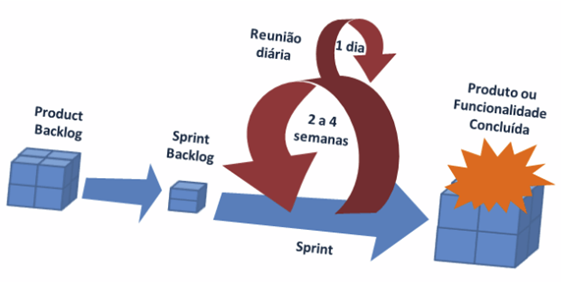 Product
Backlog
Sprint
Backlog
Reunião
diária
1 dia
2 a 4
semanas
Sprint
Produto ou
Funcionalidade
Concluída